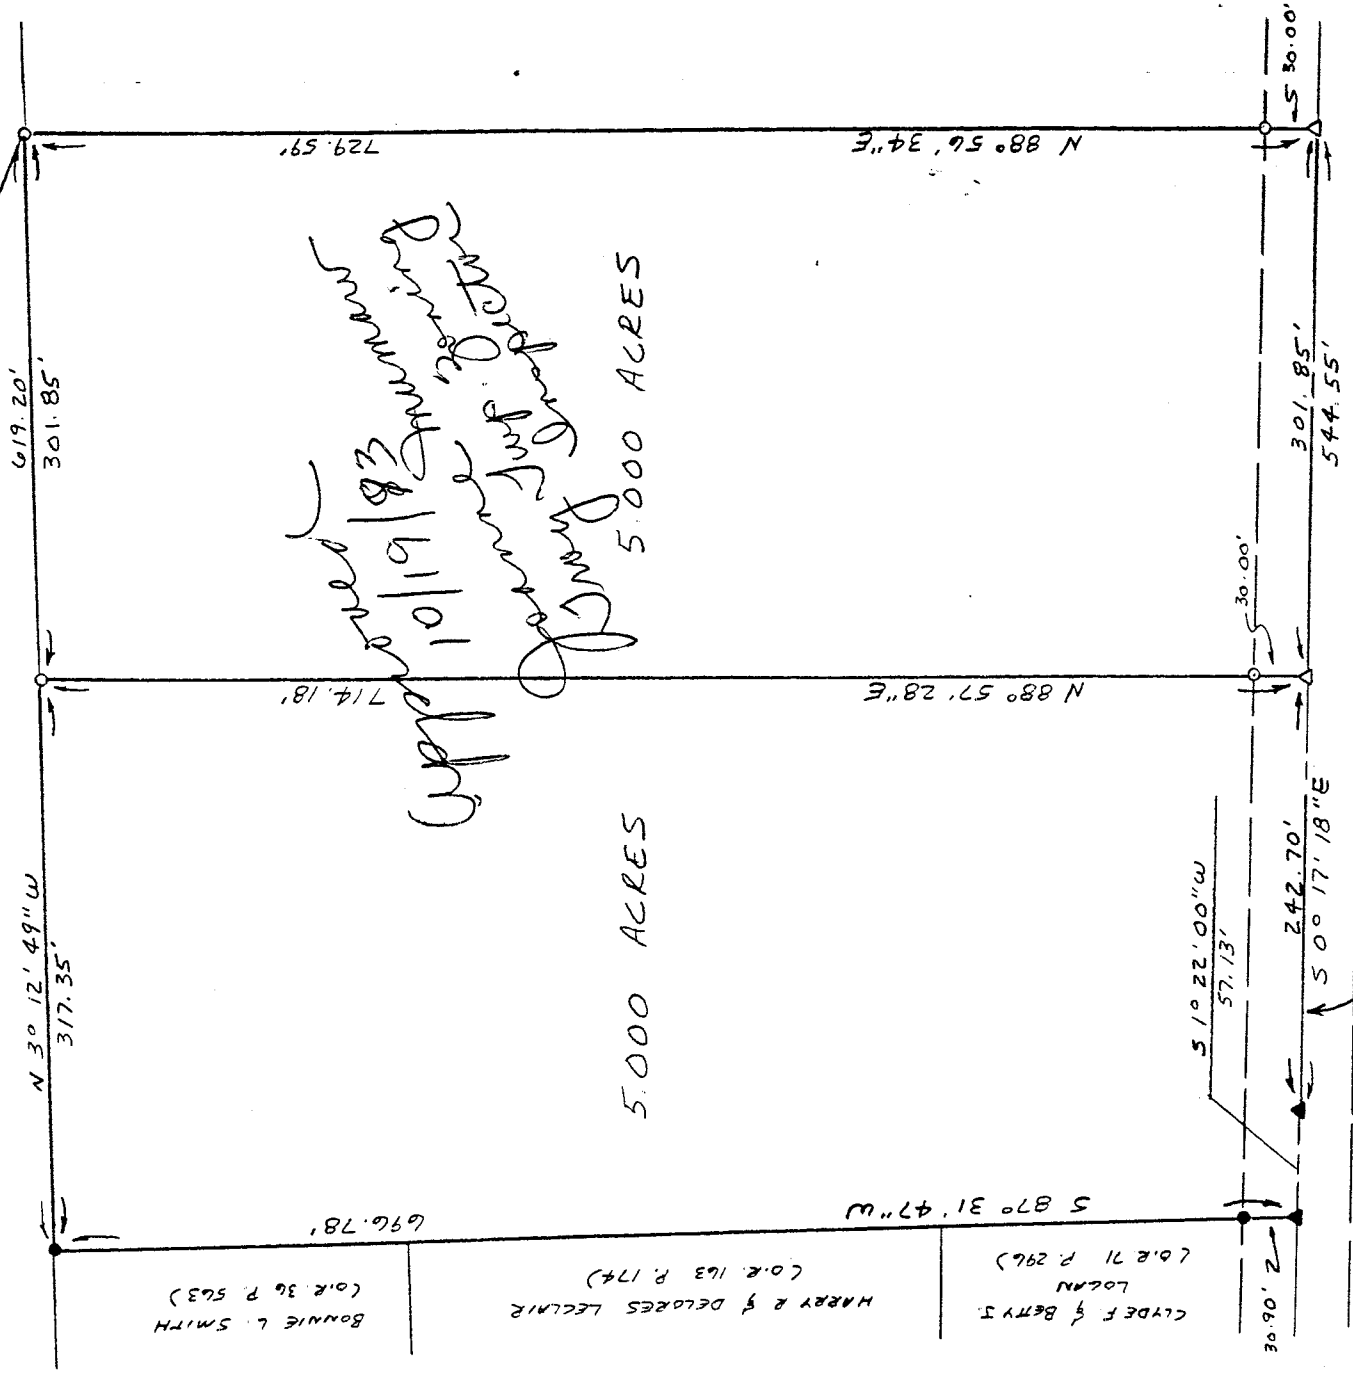 619.20'
301.85'
N 3° 12' 49" W
317.35'
729.59'
N 88° 56' 34" E
714.18'
N 88° 57' 28" E
696.78'
S 87° 31' 47" W
5.000 ACRES
5.000 ACRES
10/19/83
30.00'
30.00'
301.85'
544.55'
242.70'
S 0° 17' 18" E
S 1° 22' 00" W
57.13'
30.90'
BONNIE L. SMITH
(O.R. 36 P. 563)
HARRY R & DELORES LECLAIR
(O.R. 163 P. 174)
CLYDE F. & BETTY J.
LOGAN
(O.R. 71 P. 296)